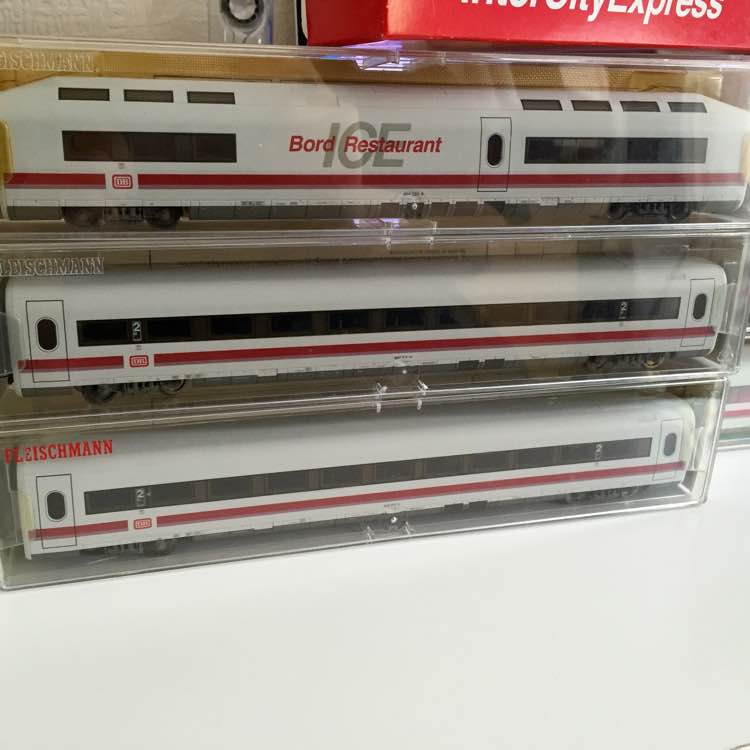 InterCityExpress
FLEISCHMANN
ICE
Bord Restaurant
DB
FLEISCHMANN
2
2
DB
FLEISCHMANN
2
2
DB